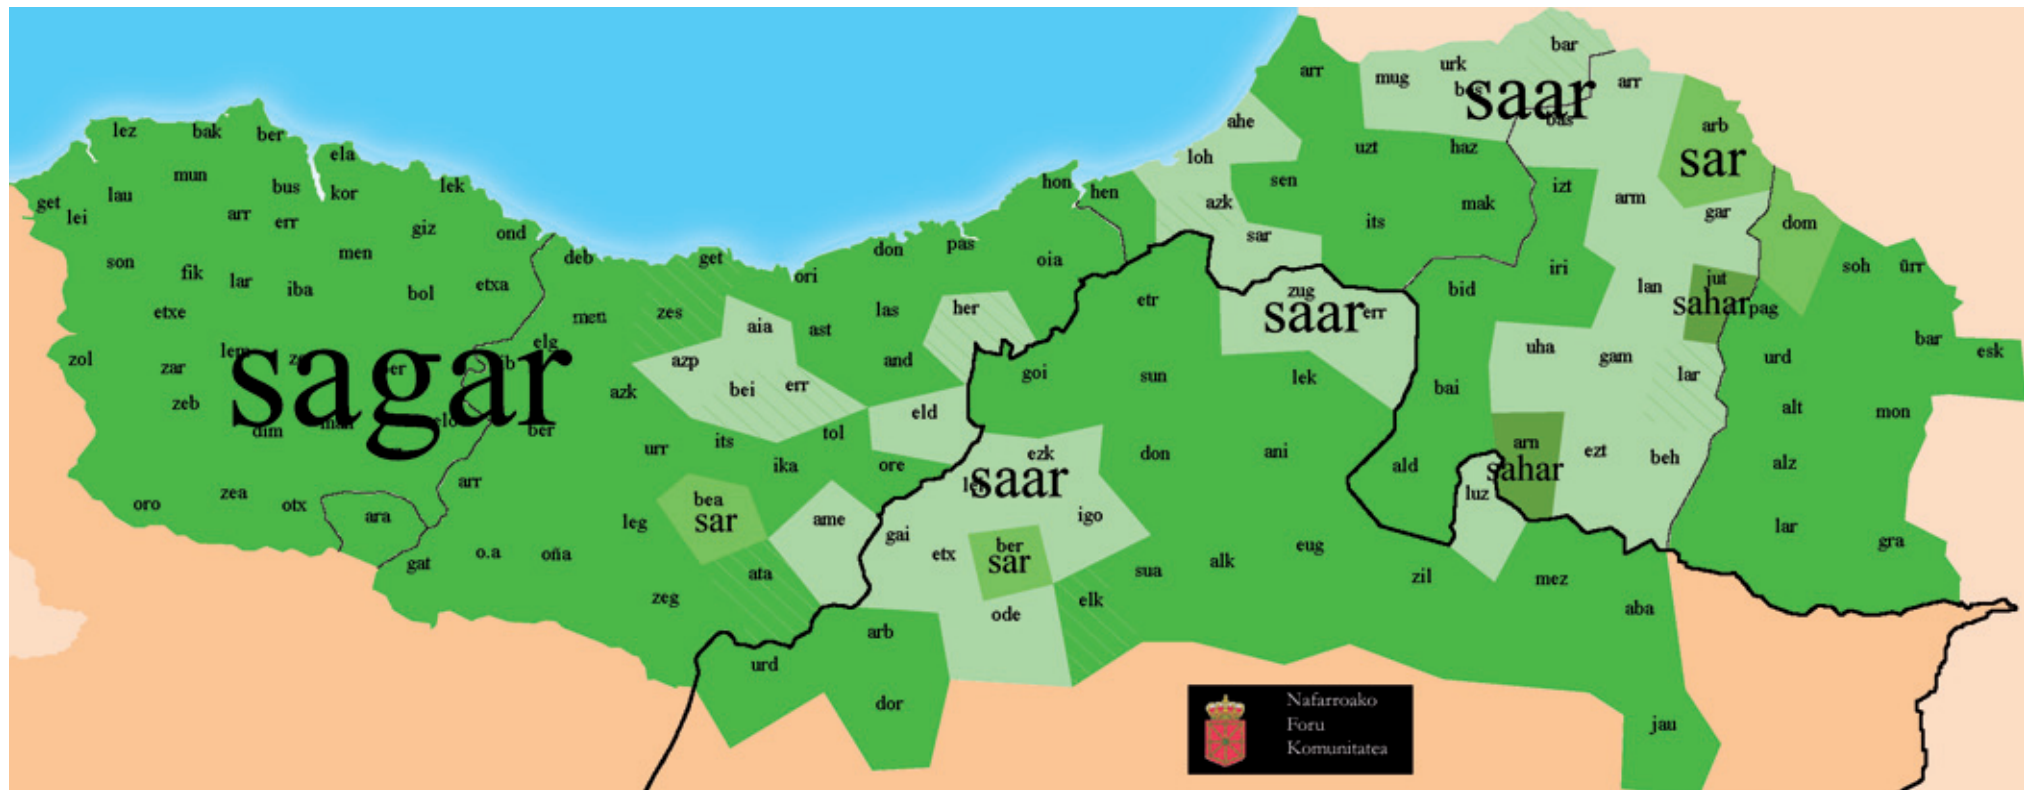 lez
bak
ber
ela
mun
lau
bus
kor
lek
get
lei
arr
err
giz
ond
men
son
fik
lar
iba
bol
etxa
etxe
zol
zar
zeb
dim
sagar
elg
ber
oro
zea
otx
ara
arr
gat
o.a
oña
deb
get
ori
don
pas
hon
hen
oia
men
zes
aia
ast
las
her
azp
and
azk
bei
err
eld
urr
its
tol
ika
ore
bea
sar
leg
ame
ata
zeg
arb
urd
dor
gai
etx
ezk
saar
igo
ber
sar
ode
elk
sua
goi
etr
sun
don
ani
lek
zug
saar
err
alk
eug
zil
mez
aba
jau
arr
ahe
loh
azk
sar
sen
uzt
haz
its
mak
mug
urk
bar
saar
bas
arr
arb
sar
izt
arm
gar
dom
iri
bid
lan
jut
sahar
pag
soh
ürr
bar
esk
uha
gam
lar
urd
bai
alt
mon
ald
arn
sahar
luz
ezt
beh
alz
lar
gra
Nafarroako
Foru
Komunitatea